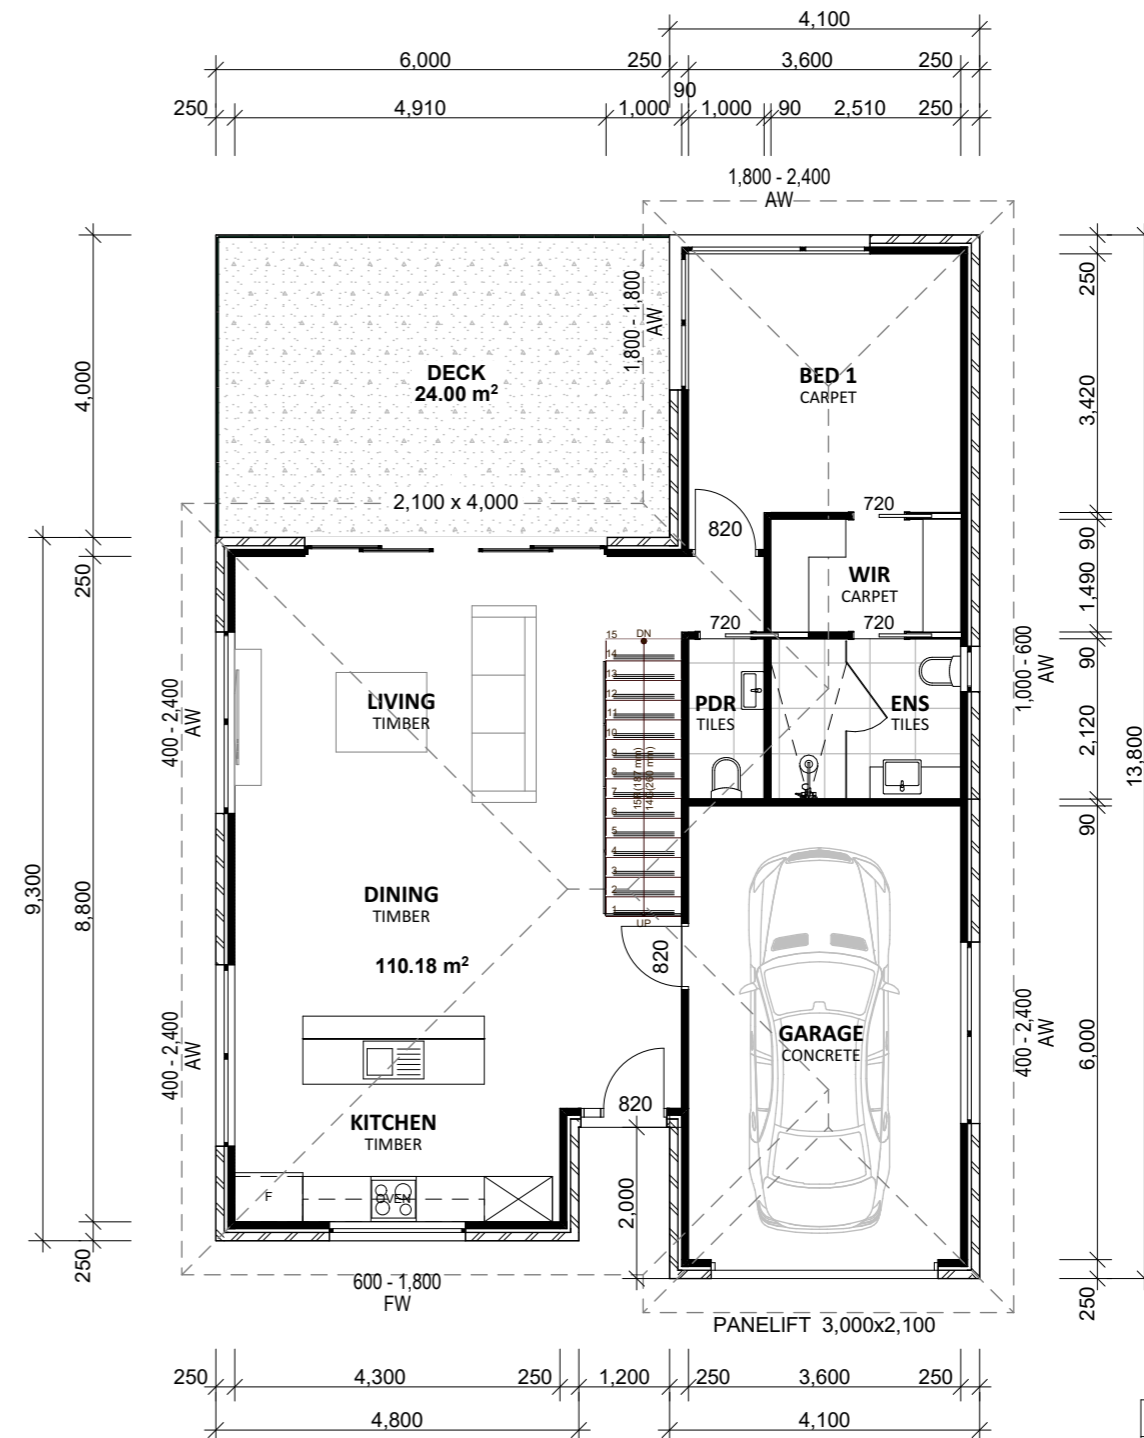 4,100
6,000 250 3,600 250
90
250 4,910 1,000 1,000 90 2,510 250
1,800 - 2,400
AW
1,800 - 1,800
AW
DECK
24.00 m²
BED 1
CARPET
4,000
250
3,420
2,100 x 4,000
720
820
WIR
CARPET
250
90
1,490
720
720
15
DN
14
13
12
11
10
9
8
7
6
5
4
3
2
1
UP
15R (187 mm)
14G (260 mm)
LIVING
TIMBER
PDR
TILES
ENS
TILES
400 - 2,400
AW
1,000 - 600
AW
90
2,120
13,800
90
9,300
8,800
DINING
TIMBER
110.18 m²
820
GARAGE
CONCRETE
400 - 2,400
AW
400 - 2,400
AW
6,000
820
KITCHEN
TIMBER
F
OVEN
2,000
250
250
600 - 1,800
FW
PANELIFT 3,000x2,100
250 4,300 250 1,200 250 3,600 250
4,800 4,100